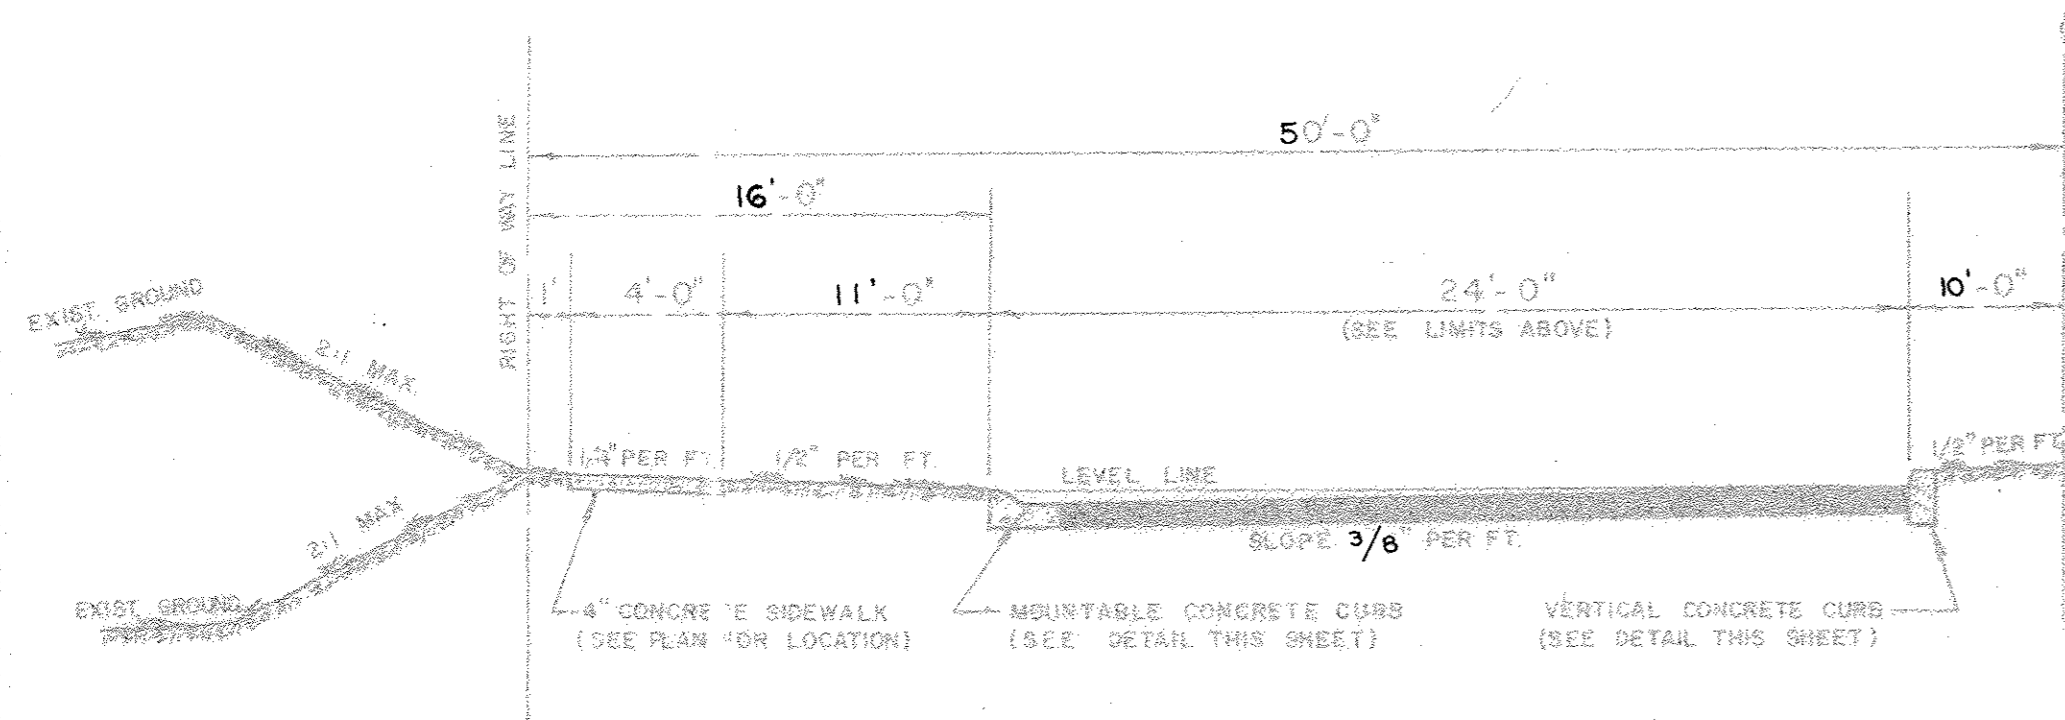 50'-0"
RIGHT OF WAY LINE
16'-0"
1'
4'-0"
11'-0"
24'-0"
(SEE LIMITS ABOVE)
10'-0"
EXIST. GROUND
2:1 MAX.
1/4" PER FT.
1/2" PER FT.
LEVEL LINE
1/2" PER FT.
2:1 MAX
SLOPE 3/8" PER FT.
EXIST. GROUND
4" CONCRETE SIDEWALK
(SEE PLAN FOR LOCATION)
MOUNTABLE CONCRETE CURB
(SEE DETAIL THIS SHEET)
VERTICAL CONCRETE CURB
(SEE DETAIL THIS SHEET)